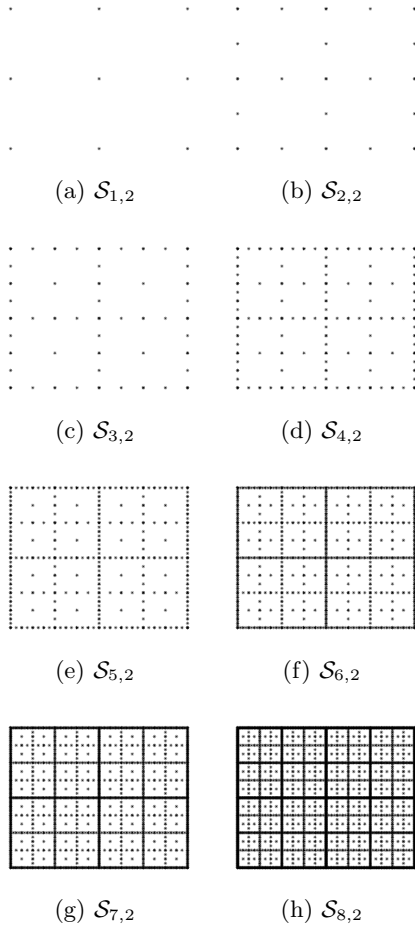 (a) 𝒮1,2
(b) 𝒮2,2
(c) 𝒮3,2
(d) 𝒮4,2
(e) 𝒮5,2
(f) 𝒮6,2
(g) 𝒮7,2
(h) 𝒮8,2